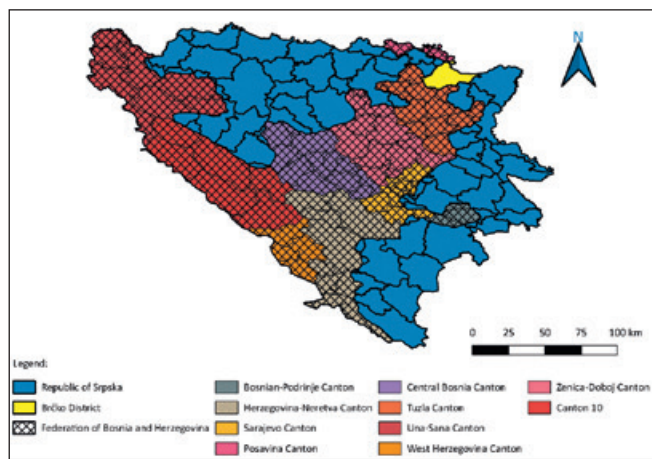 N
0 25 50 75 100 km
Legend:
Republic of Srpska Bosnian-Podrinje Canton Central Bosnia Canton Zenica-Doboj Canton
Brčko District Herzegovina-Neretva Canton Tuzla Canton Canton 10
Federation of Bosnia and Herzegovina Sarajevo Canton Una-Sana Canton
Posavina Canton West Herzegovina Canton